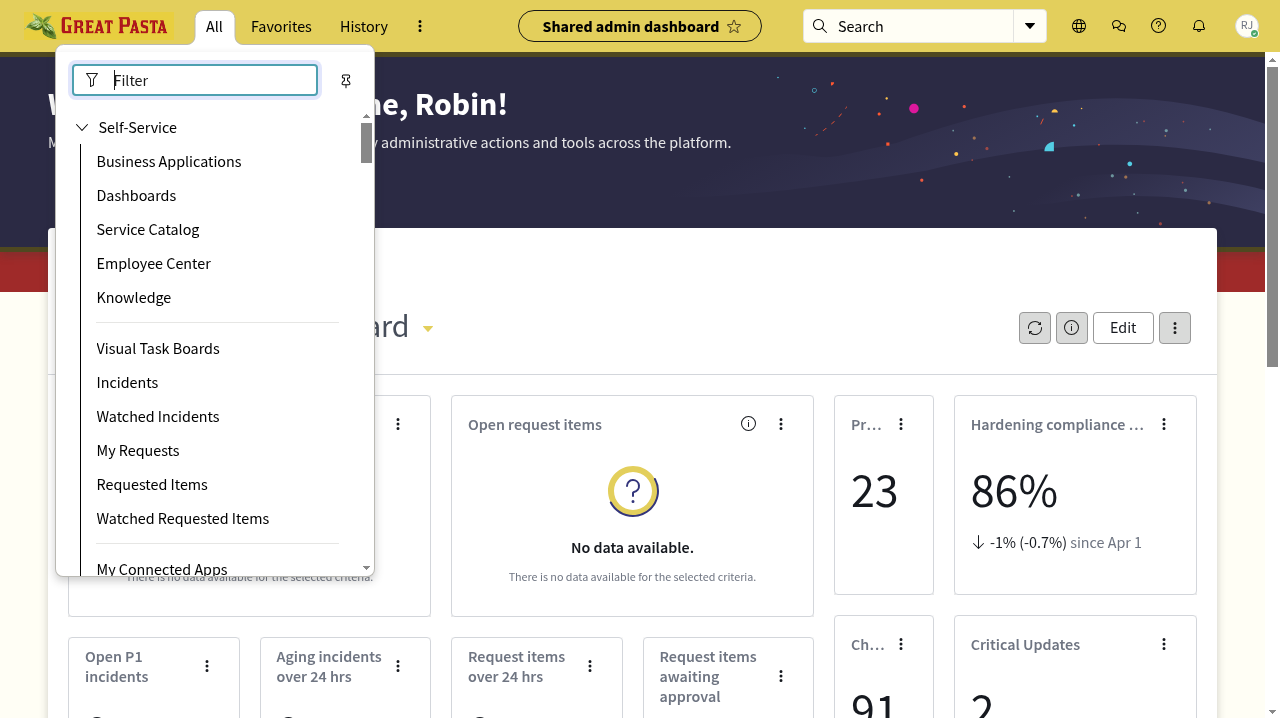 GREAT PASTA
All
Favorites
History
Shared admin dashboard
Search
RJ
Filter
Self-Service
Business Applications
Dashboards
Service Catalog
Employee Center
Knowledge
Visual Task Boards
Incidents
Watched Incidents
My Requests
Requested Items
Watched Requested Items
My Connected Apps
me, Robin!
y administrative actions and tools across the platform.
ard
Edit
There is no data available for the selected criteria.
Open request items
?
No data available.
There is no data available for the selected criteria.
Pr…
23
Hardening compliance …
86%
-1% (-0.7%) since Apr 1
Open P1
incidents
Aging incidents
over 24 hrs
Request items
over 24 hrs
Request items
awaiting
approval
Ch…
91
Critical Updates
2